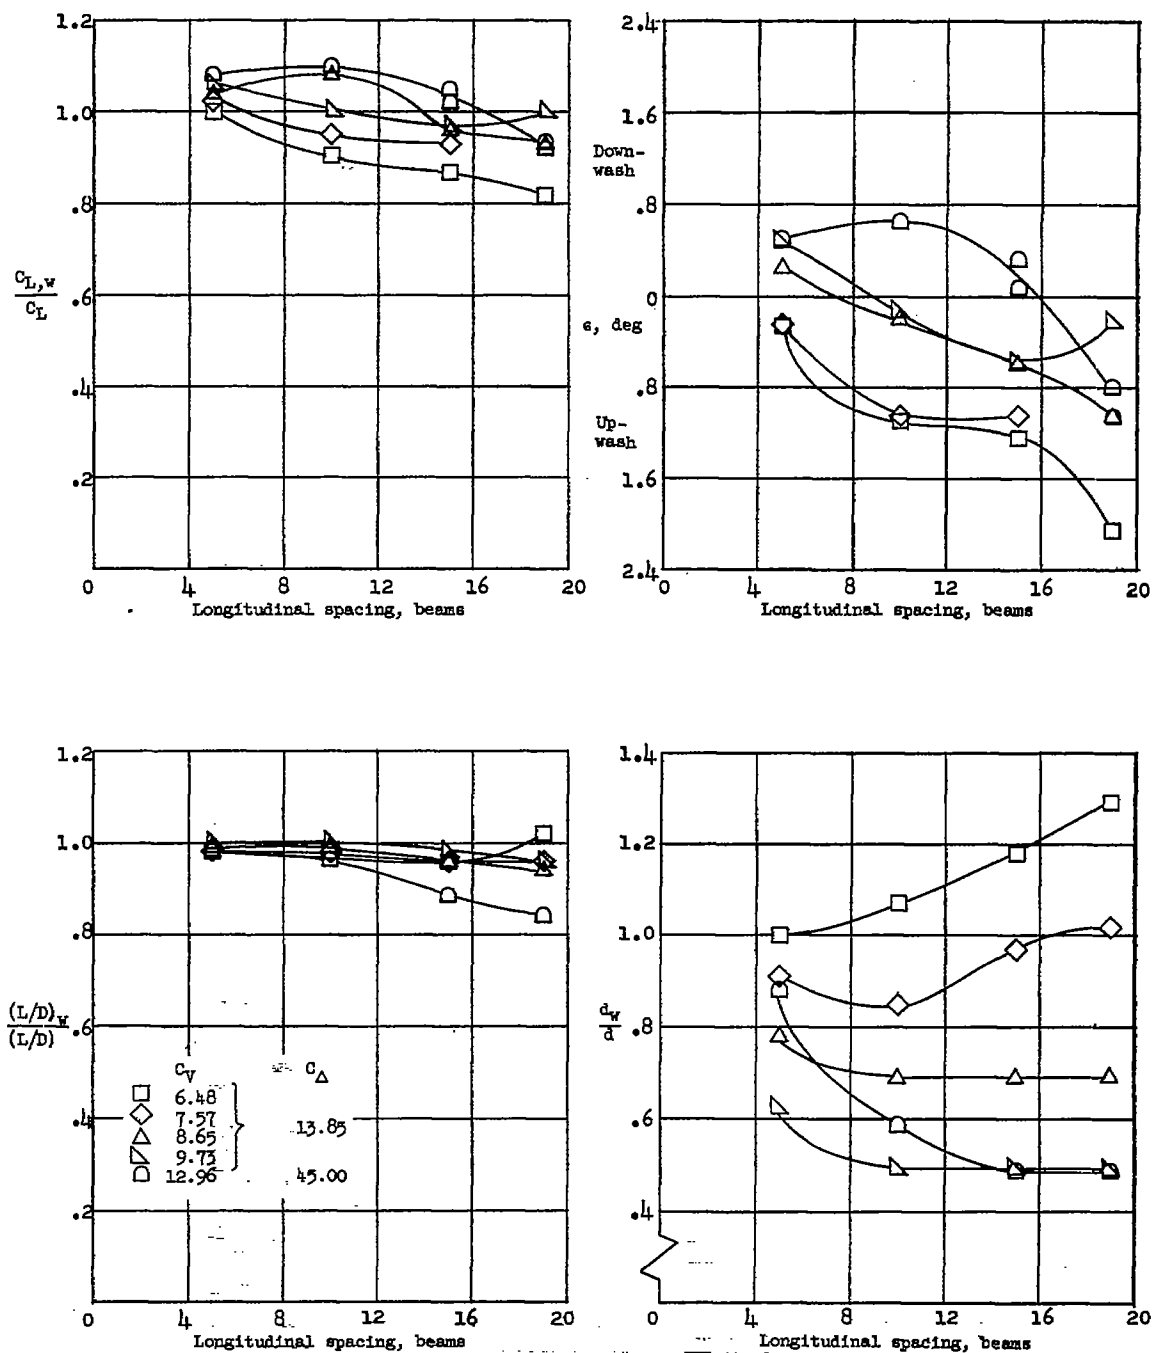 1.2
1.0
.8
.6
.4
.2
C_L,w
C_L
0 4 8 12 16 20
Longitudinal spacing, beams
2.4
1.6
Down-
wash
.8
0
ε, deg
.8
Up-
wash
1.6
2.4
0 4 8 12 16 20
Longitudinal spacing, beams
1.2
1.0
.8
(L/D)_w
(L/D)
.6
.4
.2
C_V C_Δ
6.48
7.57
8.65
9.73
13.85
12.96 45.00
0 4 8 12 16 20
Longitudinal spacing, beams
1.4
1.2
1.0
.8
d_w
d
.6
.4
0 4 8 12 16 20
Longitudinal spacing, beams